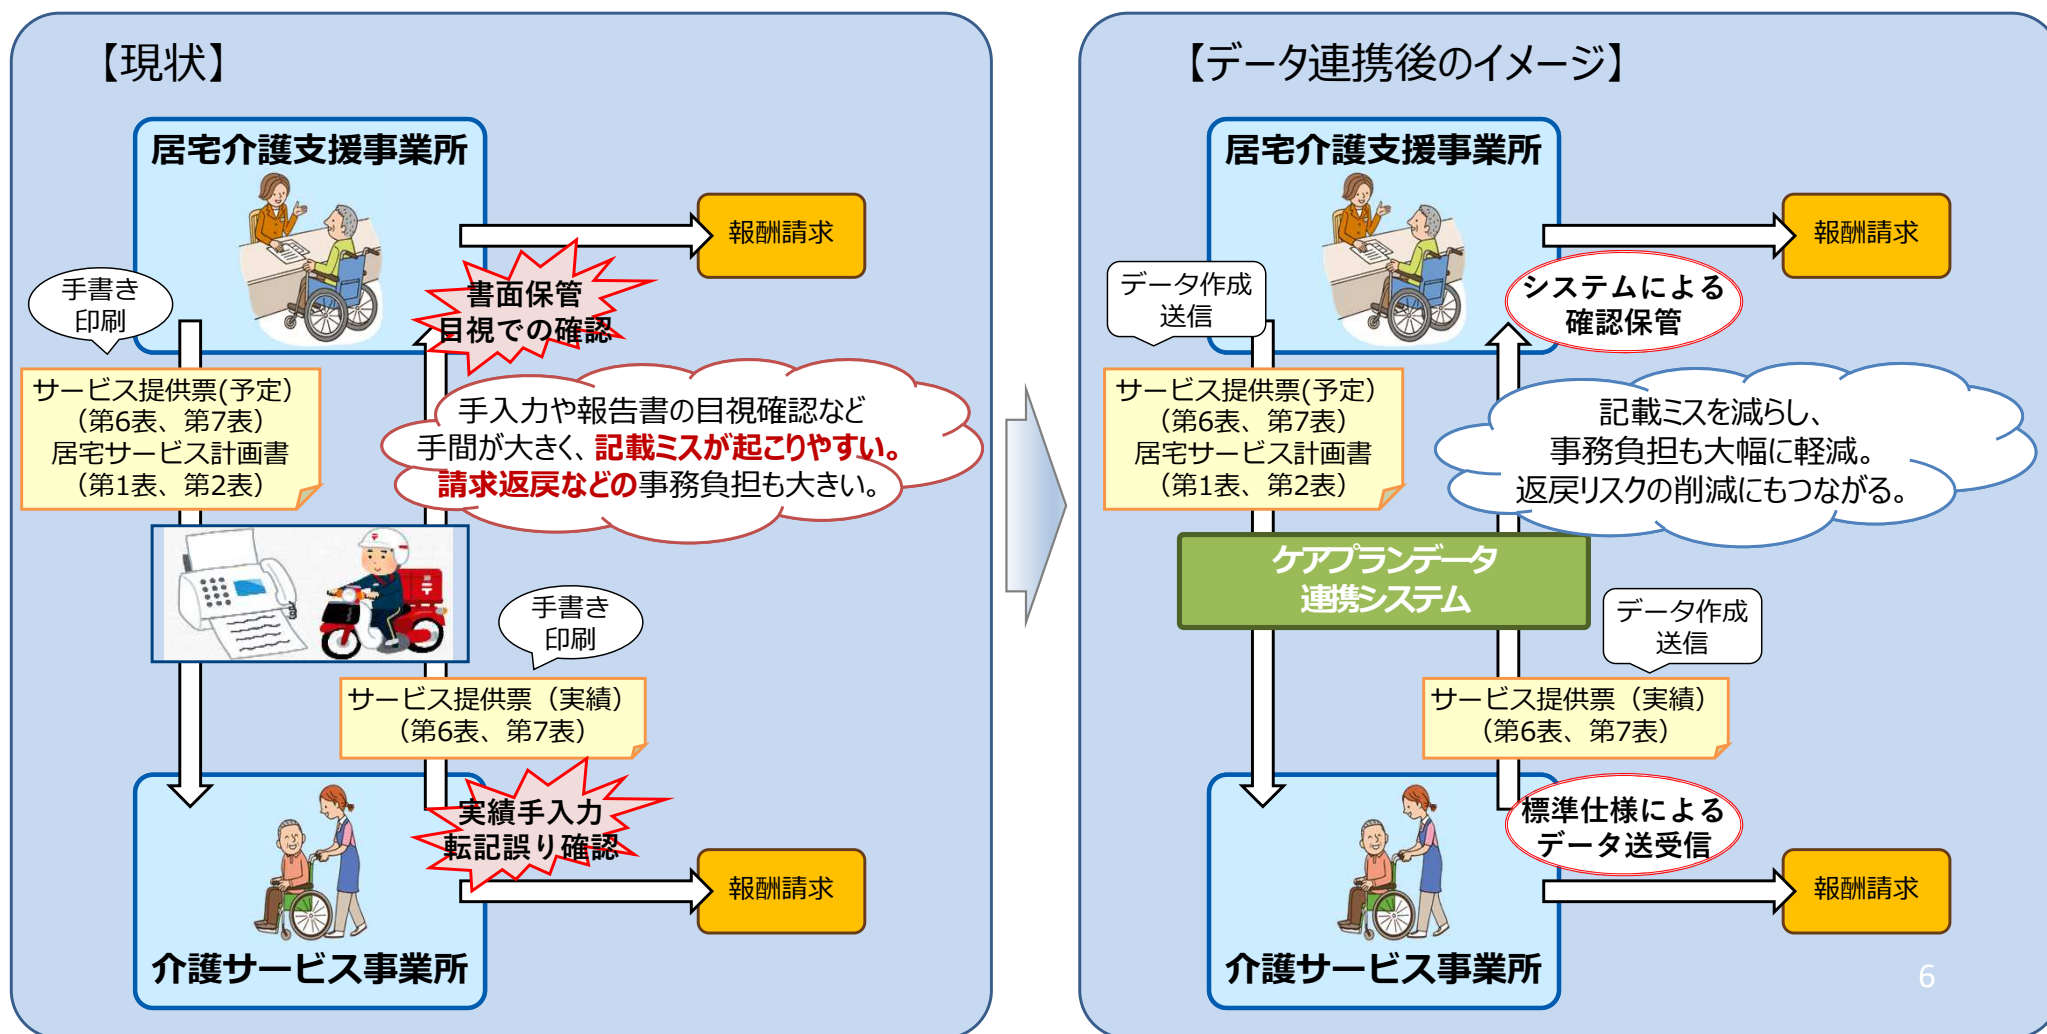 【現状】
居宅介護支援事業所
報酬請求
手書き
印刷
書面保管
目視での確認
サービス提供票(予定)
（第6表、第7表）
居宅サービス計画書
（第1表、第2表）
手入力や報告書の目視確認など
手間が大きく、記載ミスが起こりやすい。
請求返戻などの事務負担も大きい。
手書き
印刷
サービス提供票（実績）
（第6表、第7表）
実績手入力
転記誤り確認
報酬請求
介護サービス事業所
【データ連携後のイメージ】
居宅介護支援事業所
報酬請求
データ作成
送信
システムによる
確認保管
サービス提供票(予定)
（第6表、第7表）
居宅サービス計画書
（第1表、第2表）
記載ミスを減らし、
事務負担も大幅に軽減。
返戻リスクの削減にもつながる。
ケアプランデータ
連携システム
データ作成
送信
サービス提供票（実績）
（第6表、第7表）
標準仕様による
データ送受信
報酬請求
介護サービス事業所
6